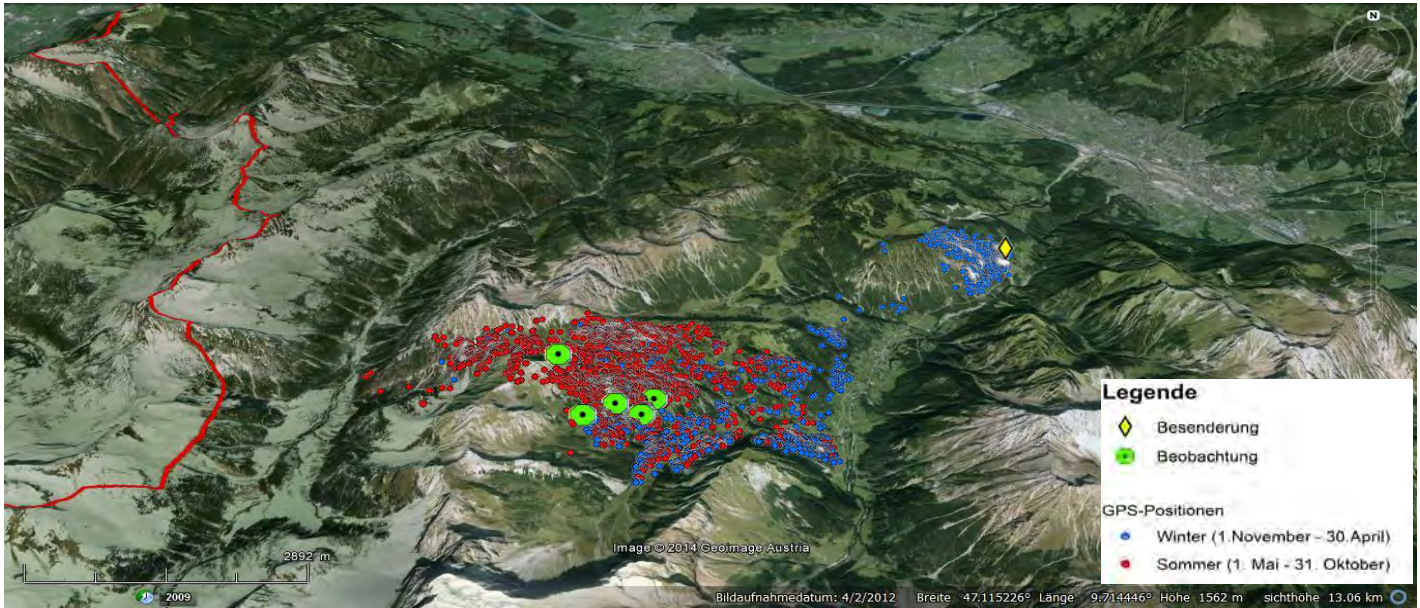 N
Legende
Besenderung
Beobachtung
GPS-Positionen
Winter (1.November - 30.April)
Sommer (1. Mai - 31. Oktober)
Image © 2014 GeoImage Austria
2892 m
2009
Bildaufnahmedatum: 4/2/2012 Breite 47.115226° Länge 9.714446° Höhe 1562 m sichthöhe 13.06 km